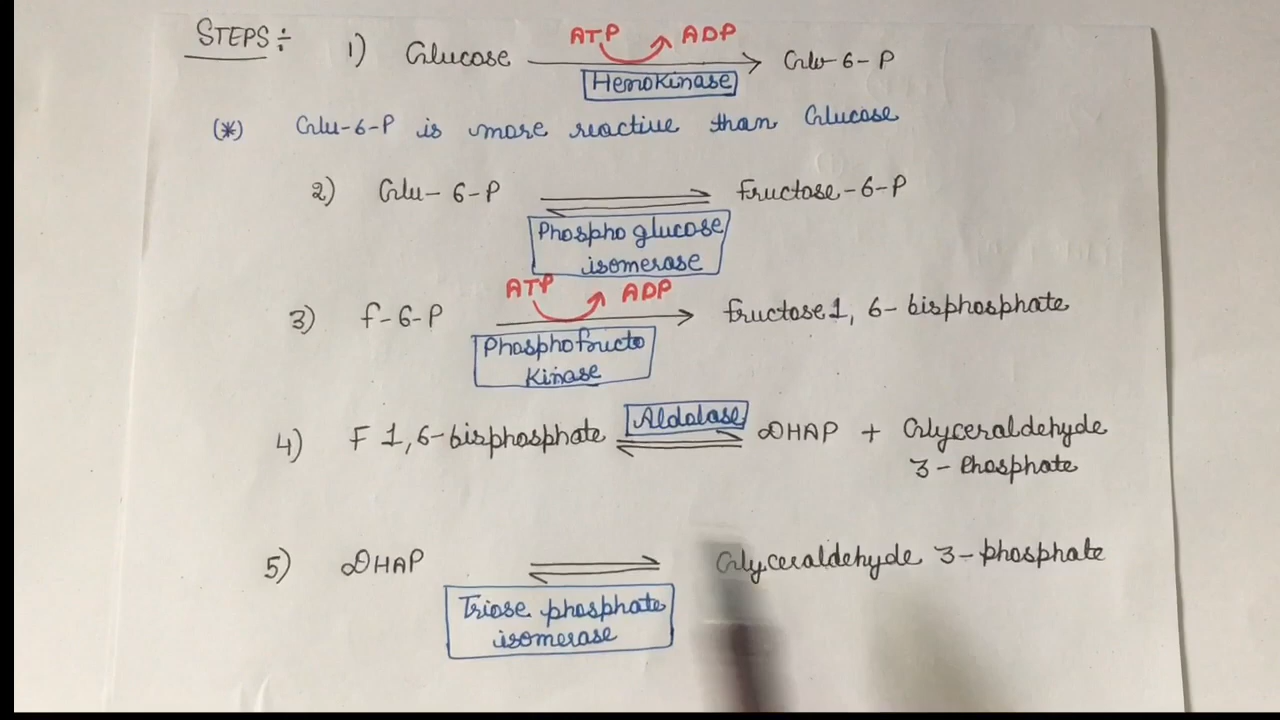 STEPS÷ 1) Glucose ATP ADP Hemokinase Glu-6-P
(*) Glu-6-P is more reactive than Glucose
2) Glu-6-P ⇌ Fructose-6-P
Phospho glucose
isomerase
ATP ADP
3) f-6-P → fructose 1, 6-bisphosphate
Phosphofructo
Kinase
4) F 1,6-bisphosphate Aldolase ⇌ DHAP + Glyceraldehyde
3-Phosphate
5) DHAP ⇌ Glyceraldehyde 3-phosphate
Triose phosphate
isomerase